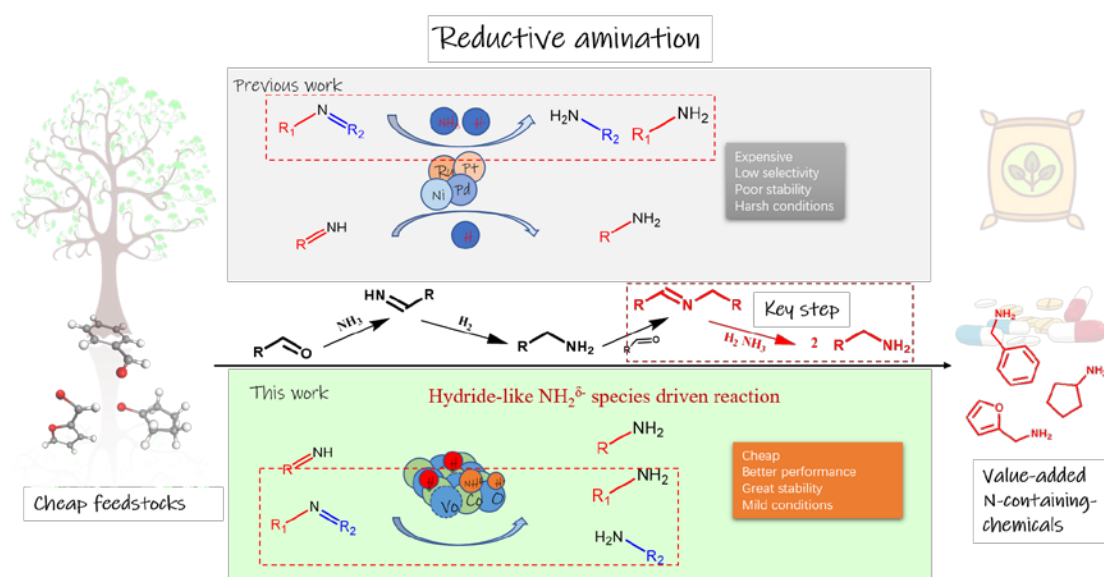 Reductive amination
Previous work
N
R1
R2
NH3
H
H2N
R2
NH2
R1
Ru
Pt
Ni
Pd
Expensive
Low selectivity
Poor stability
Harsh conditions
R
NH
H
R
NH2
HN
R
NH3
H2
R
O
R
NH2
R
O
R
N
R
Key step
H2 NH3
2
R
NH2
This work
Hydride-like NH2δ- species driven reaction
R
NH
N
R1
R2
H
H
NH2
H
Vo
Co
O
R
NH2
R1
NH2
H2N
R2
Cheap
Better performance
Great stability
Mild conditions
Cheap feedstocks
NH2
NH2
O
NH2
Value-added
N-containing-
chemicals